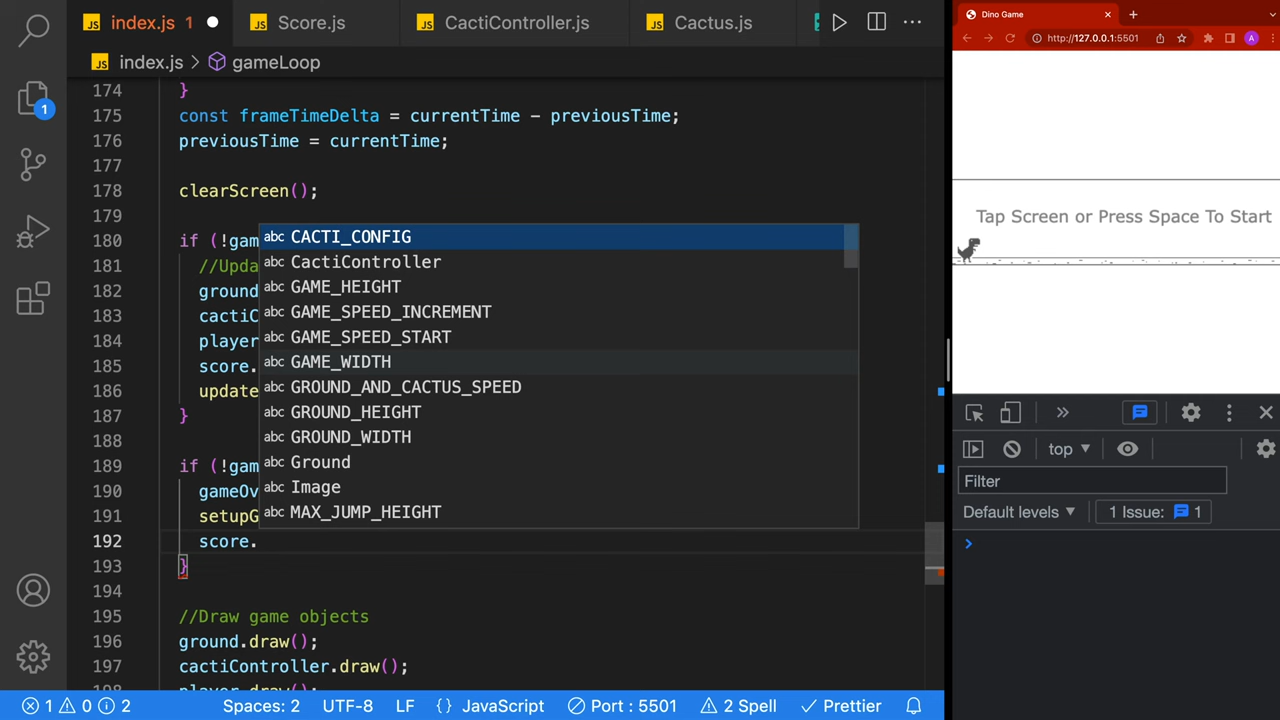 JS index.js 1
JS Score.js
JS CactiController.js
JS Cactus.js
JS index.js > gameLoop
Dino Game
http://127.0.0.1:5501
A
174 }
175 const frameTimeDelta = currentTime - previousTime;
176 previousTime = currentTime;
177
178 clearScreen();
179
180 if (!gam
181 //Upda
182 ground
183 cactiC
184 player
185 score.
186 update
187 }
188
189 if (!gam
190 gameOv
191 setupG
192 score.
193 }
194
195 //Draw game objects
196 ground.draw();
197 cactiController.draw();
198 player.draw();
abc CACTI_CONFIG
abc CactiController
abc GAME_HEIGHT
abc GAME_SPEED_INCREMENT
abc GAME_SPEED_START
abc GAME_WIDTH
abc GROUND_AND_CACTUS_SPEED
abc GROUND_HEIGHT
abc GROUND_WIDTH
abc Ground
abc Image
abc MAX_JUMP_HEIGHT
1
Tap Screen or Press Space To Start
top
Filter
Default levels
1 Issue: 1
1 0 2
Spaces: 2
UTF-8
LF
{} JavaScript
Port : 5501
2 Spell
Prettier